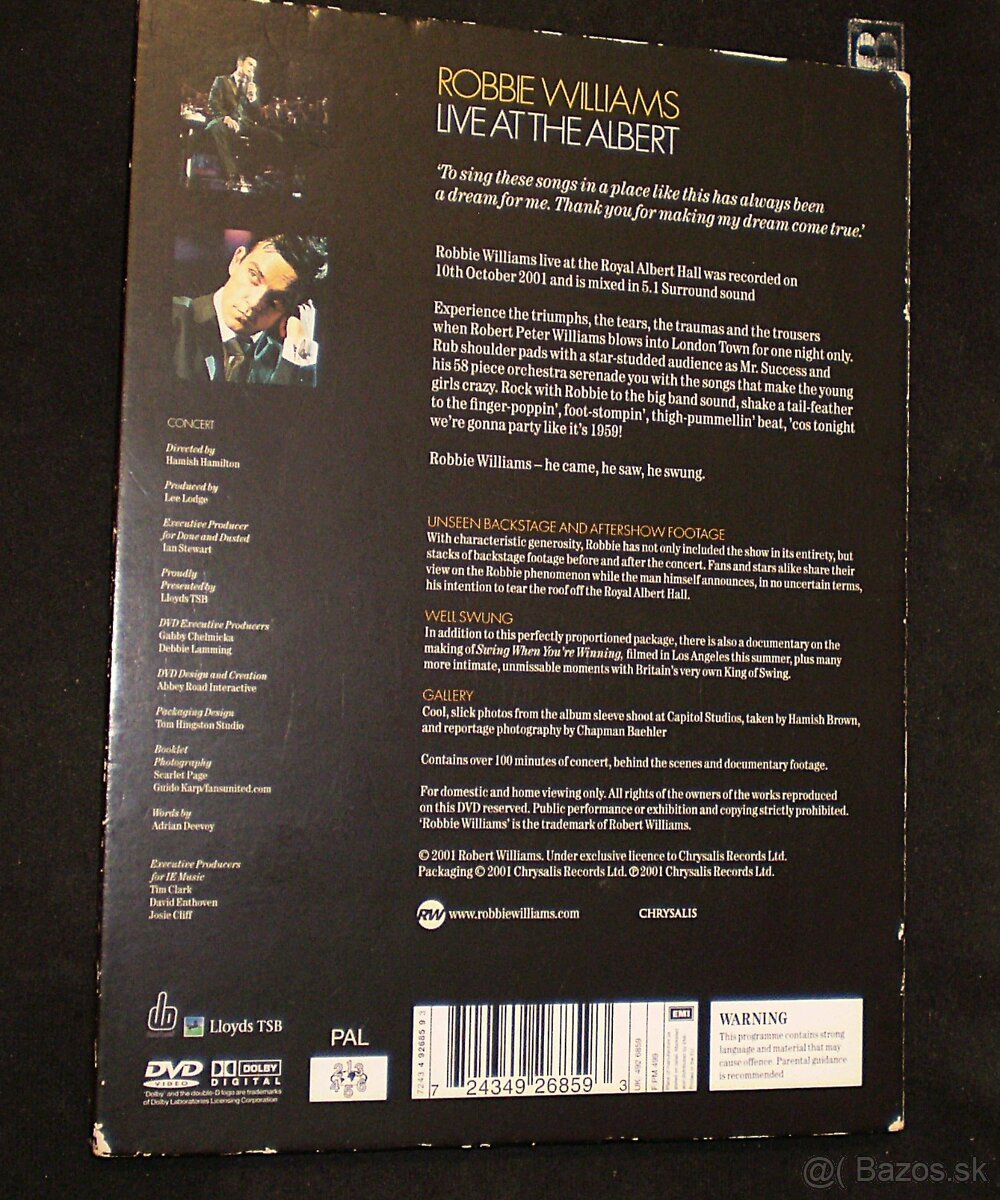 ROBBIE WILLIAMS
LIVE AT THE ALBERT
‘To sing these songs in a place like this has always been
a dream for me. Thank you for making my dream come true.’
Robbie Williams live at the Royal Albert Hall was recorded on
10th October 2001 and is mixed in 5.1 Surround sound
Experience the triumphs, the tears, the traumas and the trousers
when Robert Peter Williams blows into London Town for one night only.
Rub shoulder pads with a star-studded audience as Mr. Success and
his 58 piece orchestra serenade you with the songs that make the young
girls crazy. Rock with Robbie to the big band sound, shake a tail-feather
to the finger-poppin’, foot-stompin’, thigh-pummellin’ beat, ’cos tonight
we’re gonna party like it’s 1959!
Robbie Williams – he came, he saw, he swung.
UNSEEN BACKSTAGE AND AFTERSHOW FOOTAGE
With characteristic generosity, Robbie has not only included the show in its entirety, but
stacks of backstage footage before and after the concert. Fans and stars alike share their
view on the Robbie phenomenon while the man himself announces, in no uncertain terms,
his intention to tear the roof off the Royal Albert Hall.
WELL SWUNG
In addition to this perfectly proportioned package, there is also a documentary on the
making of Swing When You’re Winning, filmed in Los Angeles this summer, plus many
more intimate, unmissable moments with Britain’s very own King of Swing.
GALLERY
Cool, slick photos from the album sleeve shoot at Capitol Studios, taken by Hamish Brown,
and reportage photography by Chapman Baehler
Contains over 100 minutes of concert, behind the scenes and documentary footage.
For domestic and home viewing only. All rights of the owners of the works reproduced
on this DVD reserved. Public performance or exhibition and copying strictly prohibited.
‘Robbie Williams’ is the trademark of Robert Williams.
© 2001 Robert Williams. Under exclusive licence to Chrysalis Records Ltd.
Packaging © 2001 Chrysalis Records Ltd. ℗ 2001 Chrysalis Records Ltd.
RW www.robbiewilliams.com
CHRYSALIS
CONCERT
Directed by
Hamish Hamilton
Produced by
Lee Lodge
Executive Producer
for Done and Dusted
Ian Stewart
Proudly
Presented by
Lloyds TSB
DVD Executive Producers
Gabby Chelmicka
Debbie Lamming
DVD Design and Creation
Abbey Road Interactive
Packaging Design
Tom Hingston Studio
Booklet
Photography
Scarlet Page
Guido Karp/fansunited.com
Words by
Adrian Deevoy
Executive Producers
for IE Music
Tim Clark
David Enthoven
Josie Cliff
Lloyds TSB
PAL
DVD
VIDEO
DOLBY
DIGITAL
‘Dolby’ and the double-D logo are trademarks
of Dolby Laboratories Licensing Corporation
7243 4 92685 9 3
7 24349 26859 3
UK: 492 6859
FPM 499
EMI
WARNING
This programme contains strong
language and material that may
cause offence. Parental guidance
is recommended
@( Bazos.sk